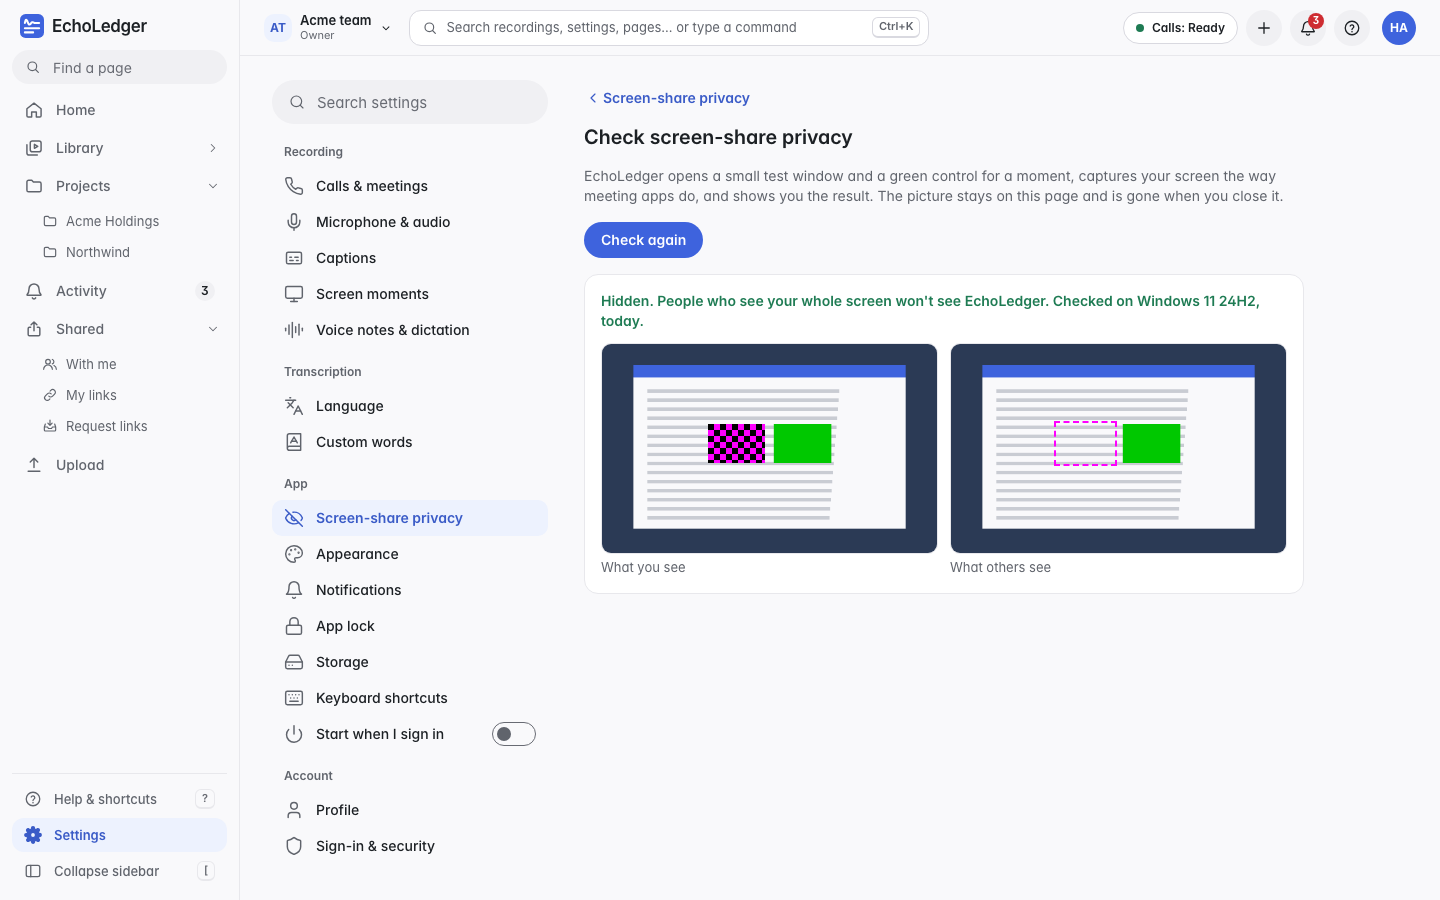 EchoLedger
Find a page
Home
Library
Projects
Acme Holdings
Northwind
Activity
3
Shared
With me
My links
Request links
Upload
Help & shortcuts
?
Settings
Collapse sidebar
[
AT
Acme team
Owner
Search recordings, settings, pages... or type a command
Ctrl+K
Calls: Ready
3
HA
Search settings
Recording
Calls & meetings
Microphone & audio
Captions
Screen moments
Voice notes & dictation
Transcription
Language
Custom words
App
Screen-share privacy
Appearance
Notifications
App lock
Storage
Keyboard shortcuts
Start when I sign in
Account
Profile
Sign-in & security
Screen-share privacy
Check screen-share privacy
EchoLedger opens a small test window and a green control for a moment, captures your screen the way
meeting apps do, and shows you the result. The picture stays on this page and is gone when you close it.
Check again
Hidden. People who see your whole screen won't see EchoLedger. Checked on Windows 11 24H2,
today.
What you see
What others see